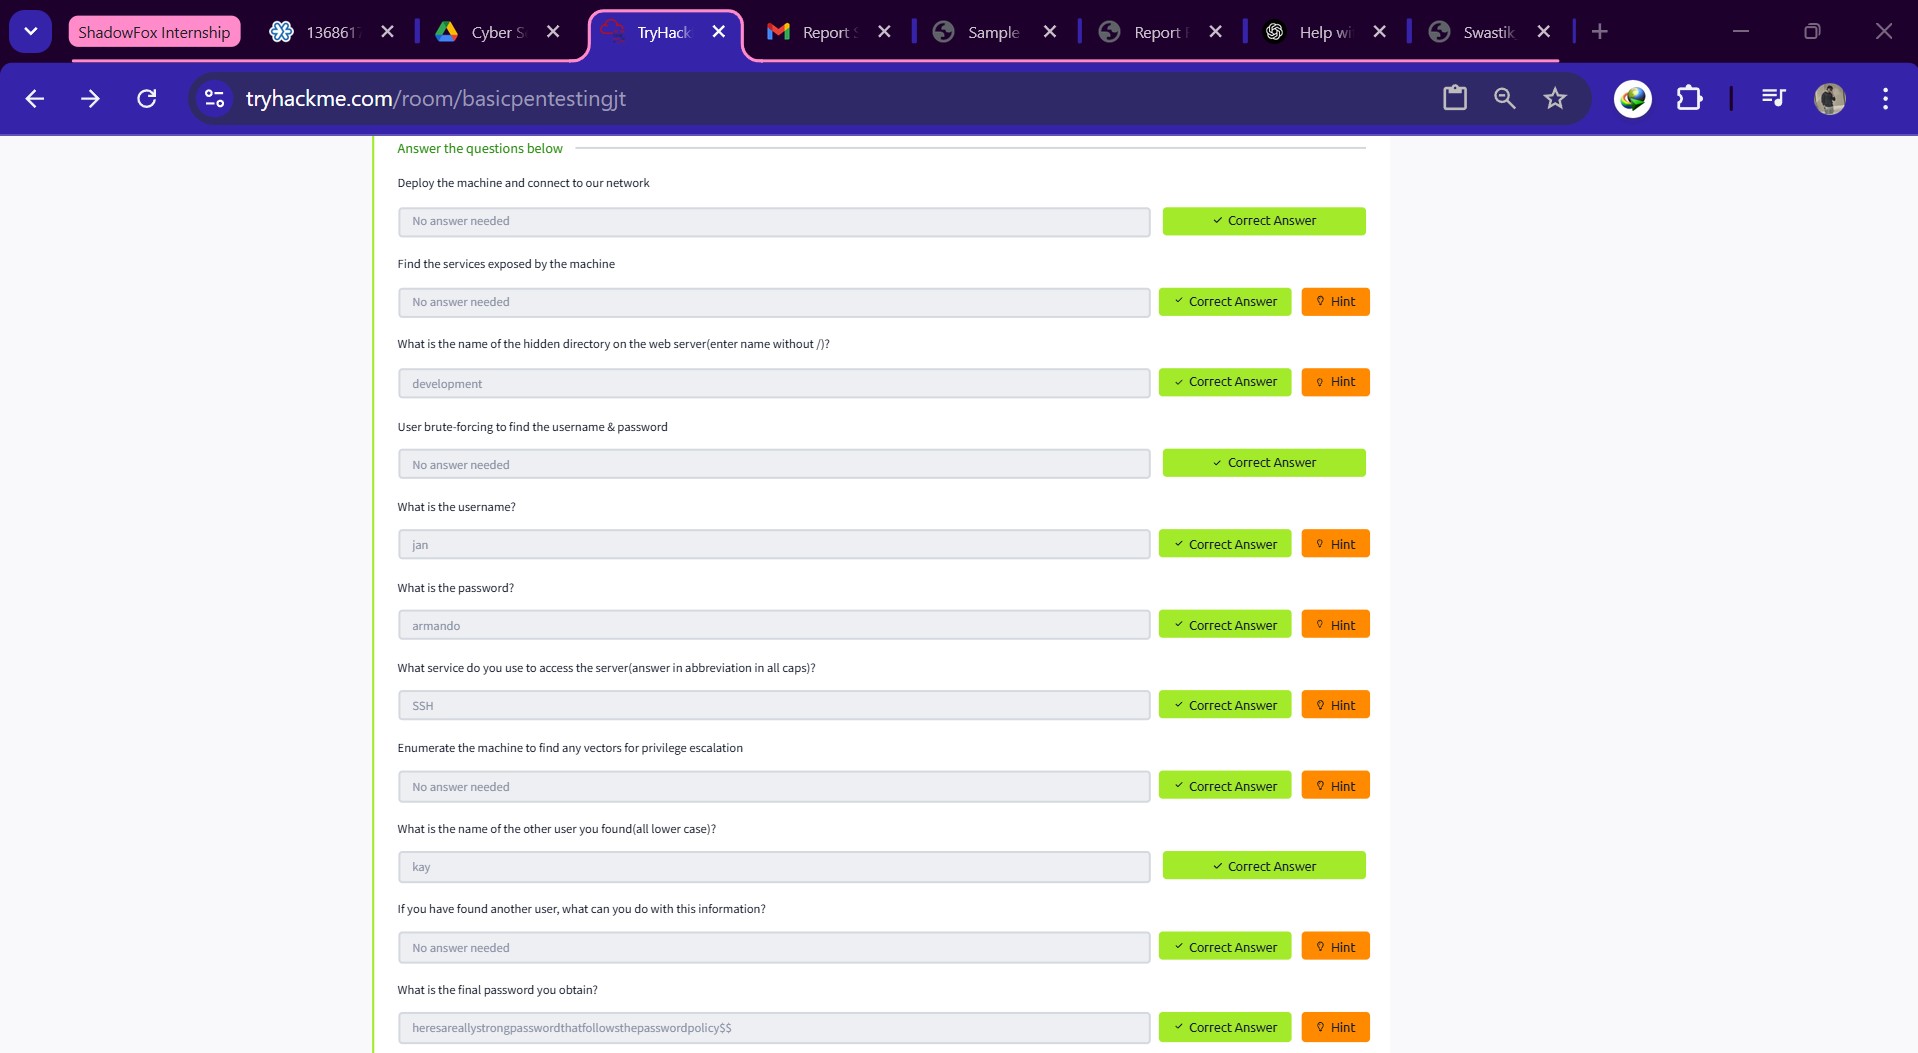 ShadowFox Internship
136861
Cyber S
TryHack
Report
Sample
Report
Help wi
Swastik
tryhackme.com/room/basicpentestingjt
Answer the questions below
Deploy the machine and connect to our network
No answer needed
Correct Answer
Find the services exposed by the machine
No answer needed
Correct Answer
Hint
What is the name of the hidden directory on the web server(enter name without /)?
development
Correct Answer
Hint
User brute-forcing to find the username & password
No answer needed
Correct Answer
What is the username?
jan
Correct Answer
Hint
What is the password?
armando
Correct Answer
Hint
What service do you use to access the server(answer in abbreviation in all caps)?
SSH
Correct Answer
Hint
Enumerate the machine to find any vectors for privilege escalation
No answer needed
Correct Answer
Hint
What is the name of the other user you found(all lower case)?
kay
Correct Answer
If you have found another user, what can you do with this information?
No answer needed
Correct Answer
Hint
What is the final password you obtain?
heresareallystrongpasswordthatfollowsthepasswordpolicy$$
Correct Answer
Hint